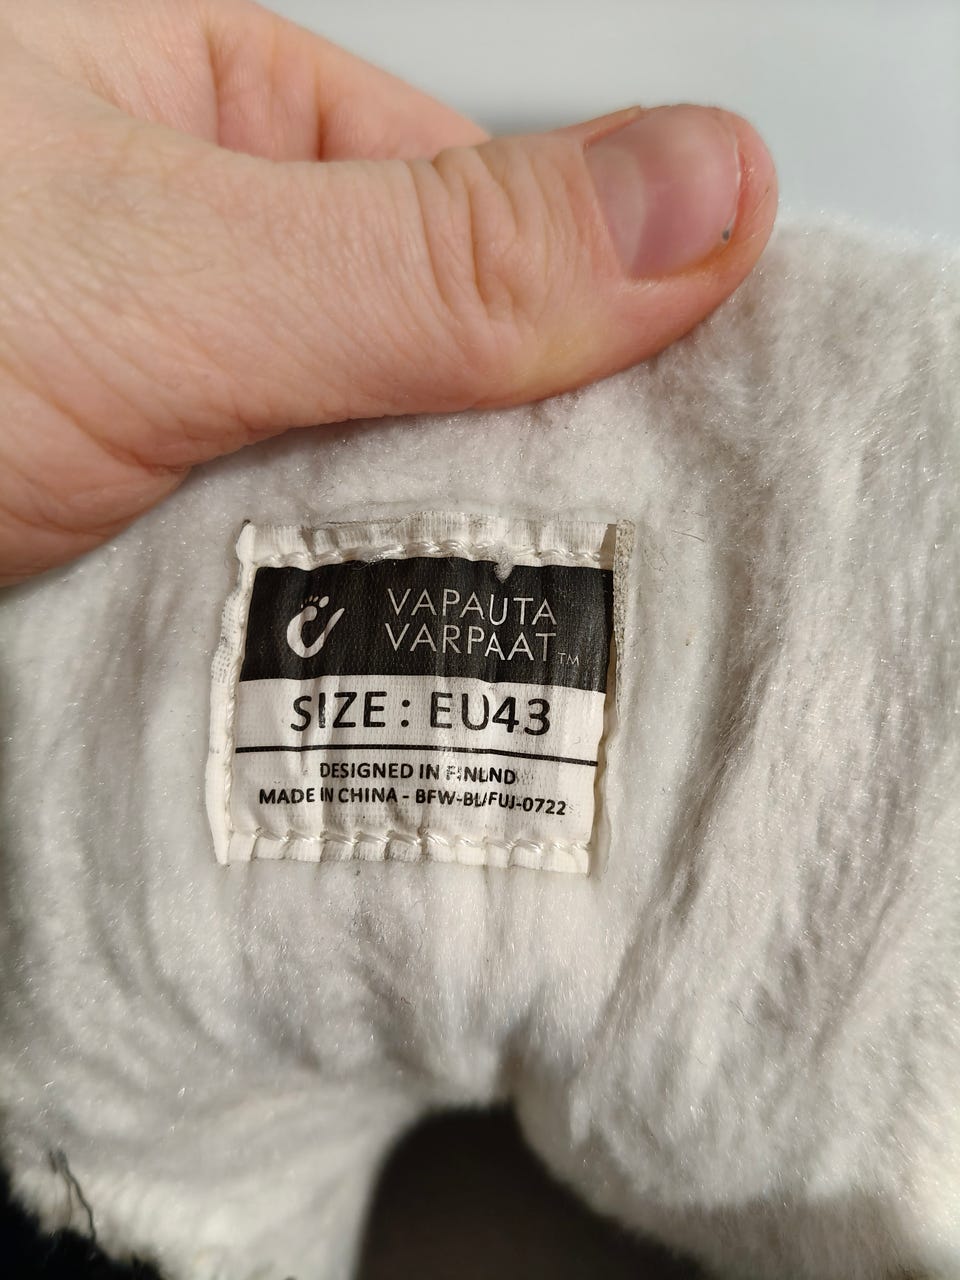 VAPAUTA
VARPAAT™
SIZE: EU43
DESIGNED IN FINLND
MADE IN CHINA - BFW-BL/FUJ-0722